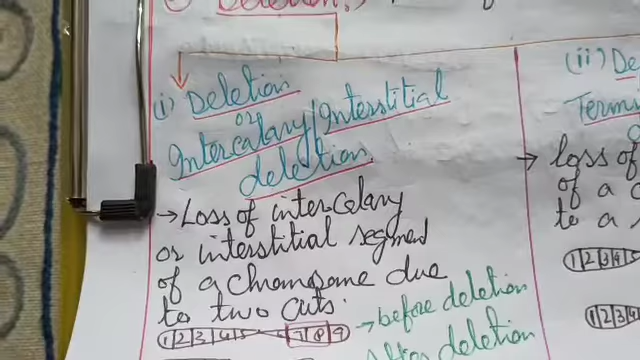 Deletion:
(i) Deletion
or
Intercalary/Interstitial
deletion
→ Loss of intercelary
or interstitial segment
of a chromosome due
to two cuts.
1 2 3 4 5 7 8 9 → before deletion
after deletion
(ii) De
Termi
→ loss of
of a c
to a
1 2 3 4
1 2 3 4